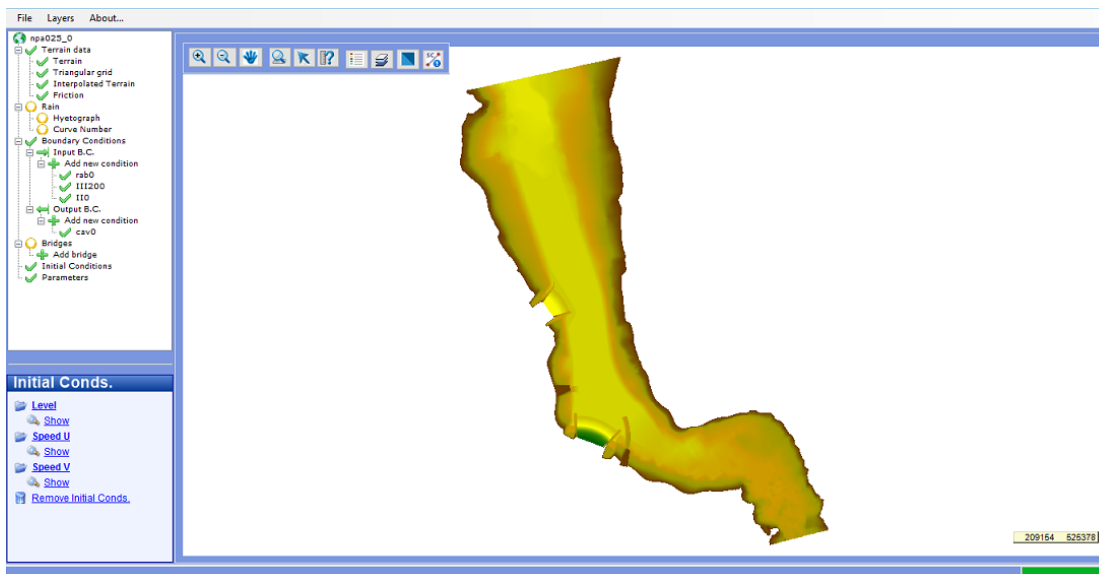 File Layers About...
npa025_0
Terrain data
Terrain
Triangular grid
Interpolated Terrain
Friction
Rain
Hyetograph
Curve Number
Boundary Conditions
Input B.C.
Add new condition
rab0
III200
II0
Output B.C.
Add new condition
cav0
Bridges
Add bridge
Initial Conditions
Parameters
Initial Conds.
Level
Show
Speed U
Show
Speed V
Show
Remove Initial Conds.
209154 525378